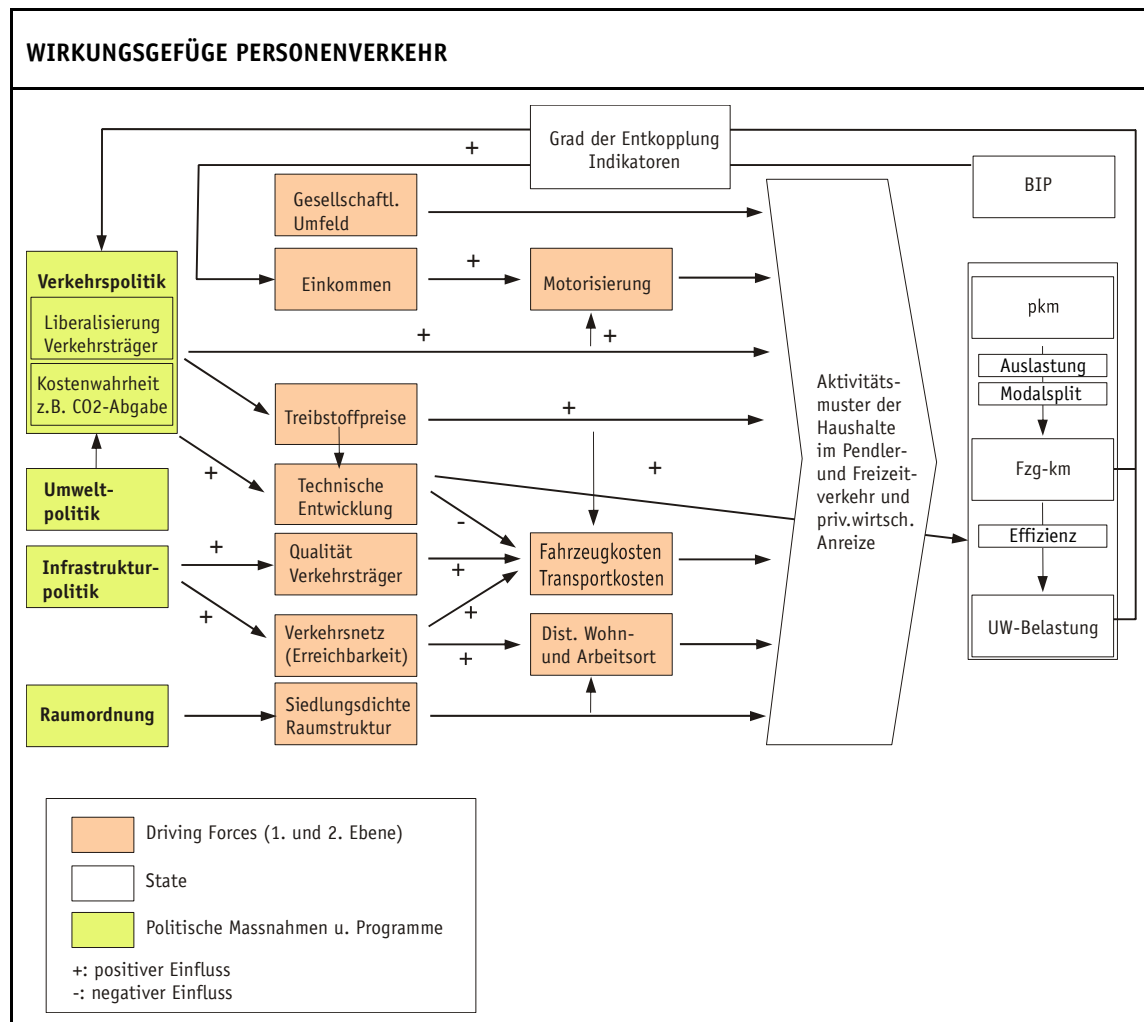 WIRKUNGSGEFÜGE PERSONENVERKEHR
Grad der Entkopplung
Indikatoren
+
BIP
Gesellschaftl.
Umfeld
Verkehrspolitik
Liberalisierung
Verkehrsträger
Kostenwahrheit
z.B. CO2-Abgabe
Einkommen
+
Motorisierung
+
+
pkm
Auslastung
Modalsplit
Fzg-km
Effizienz
UW-Belastung
Treibstoffpreise
+
Aktivitäts-
muster der
Haushalte
im Pendler-
und Freizeit-
verkehr und
priv.wirtsch.
Anreize
Umwelt-
politik
+
Technische
Entwicklung
+
-
Infrastruktur-
politik
+
Qualität
Verkehrsträger
+
Fahrzeugkosten
Transportkosten
+
Verkehrsnetz
(Erreichbarkeit)
+
+
Dist. Wohn-
und Arbeitsort
Raumordnung
Siedlungsdichte
Raumstruktur
Driving Forces (1. und 2. Ebene)
State
Politische Massnahmen u. Programme
+: positiver Einfluss
-: negativer Einfluss